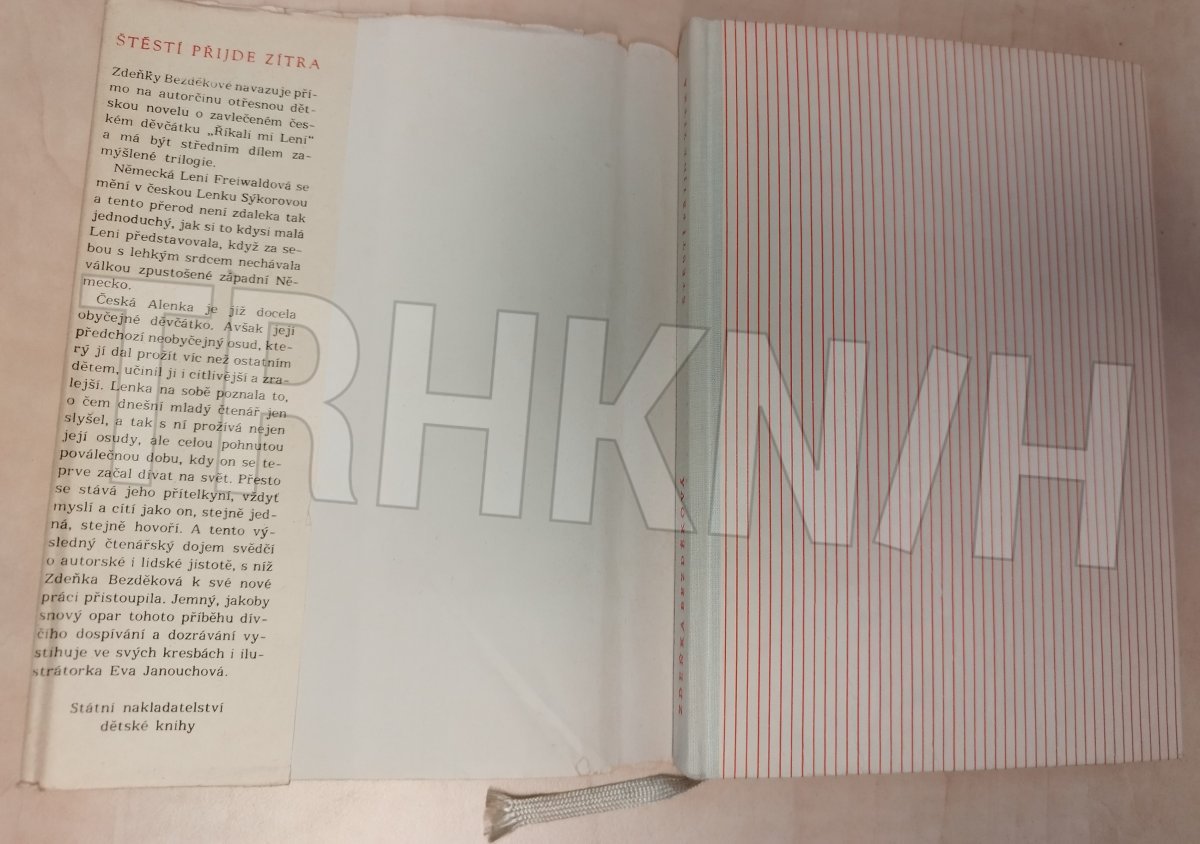 ŠTĚSTÍ PŘIJDE ZÍTRA
Zdeňky Bezděkové navazuje pří-
mo na autorčinu otřesnou dět-
skou novelu o zavlečeném čes-
kém děvčátku „Říkali mi Leni“
a má být středním dílem za-
mýšlené trilogie.
Německá Leni Freiwaldová se
mění v českou Lenku Sýkorovou
a tento přerod není zdaleka tak
jednoduchý, jak si to kdysi malá
Leni představovala, když za se-
bou s lehkým srdcem nechávala
válkou zpustošené západní Ně-
mecko.
Česká Alenka je již docela
obyčejné děvčátko. Avšak její
předchozí neobyčejný osud, kte-
rý jí dal prožít víc než ostatním
dětem, učinil ji i citlivější a zra-
lejší. Lenka na sobě poznala to,
o čem dnešní mladý čtenář jen
slyšel, a tak s ní prožívá nejen
její osudy, ale celou pohnutou
poválečnou dobu, kdy on se te-
prve začal dívat na svět. Přesto
se stává jeho přítelkyní, vždyť
myslí a cítí jako on, stejně jed-
ná, stejně hovoří. A tento vý-
sledný čtenářský dojem svědčí
o autorské i lidské jistotě, s níž
Zdeňka Bezděková k své nové
práci přistoupila. Jemný, jakoby
snový opar tohoto příběhu dív-
čího dospívání a dozrávání vy-
stihuje ve svých kresbách i ilu-
strátorka Eva Janouchová.
Státní nakladatelství
dětské knihy
ZDEŇKA BEZDĚKOVÁ
TRHKNIH